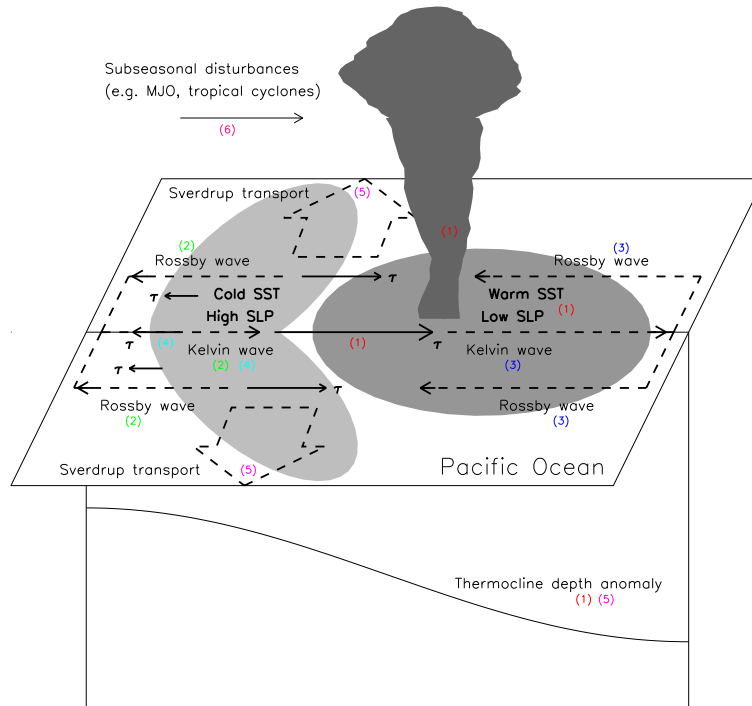 Subseasonal disturbances
(e.g. MJO, tropical cyclones)
(6)
Sverdrup transport
(5)
(1)
(2)
Rossby wave
τ
(3)
Rossby wave
τ
Cold SST
High SLP
Warm SST
Low SLP
(1)
τ
(4)
Kelvin wave
(2) (4)
(1)
τ
Kelvin wave
(3)
τ
τ
Rossby wave
(2)
Rossby wave
(3)
Sverdrup transport
(5)
Pacific Ocean
Thermocline depth anomaly
(1) (5)